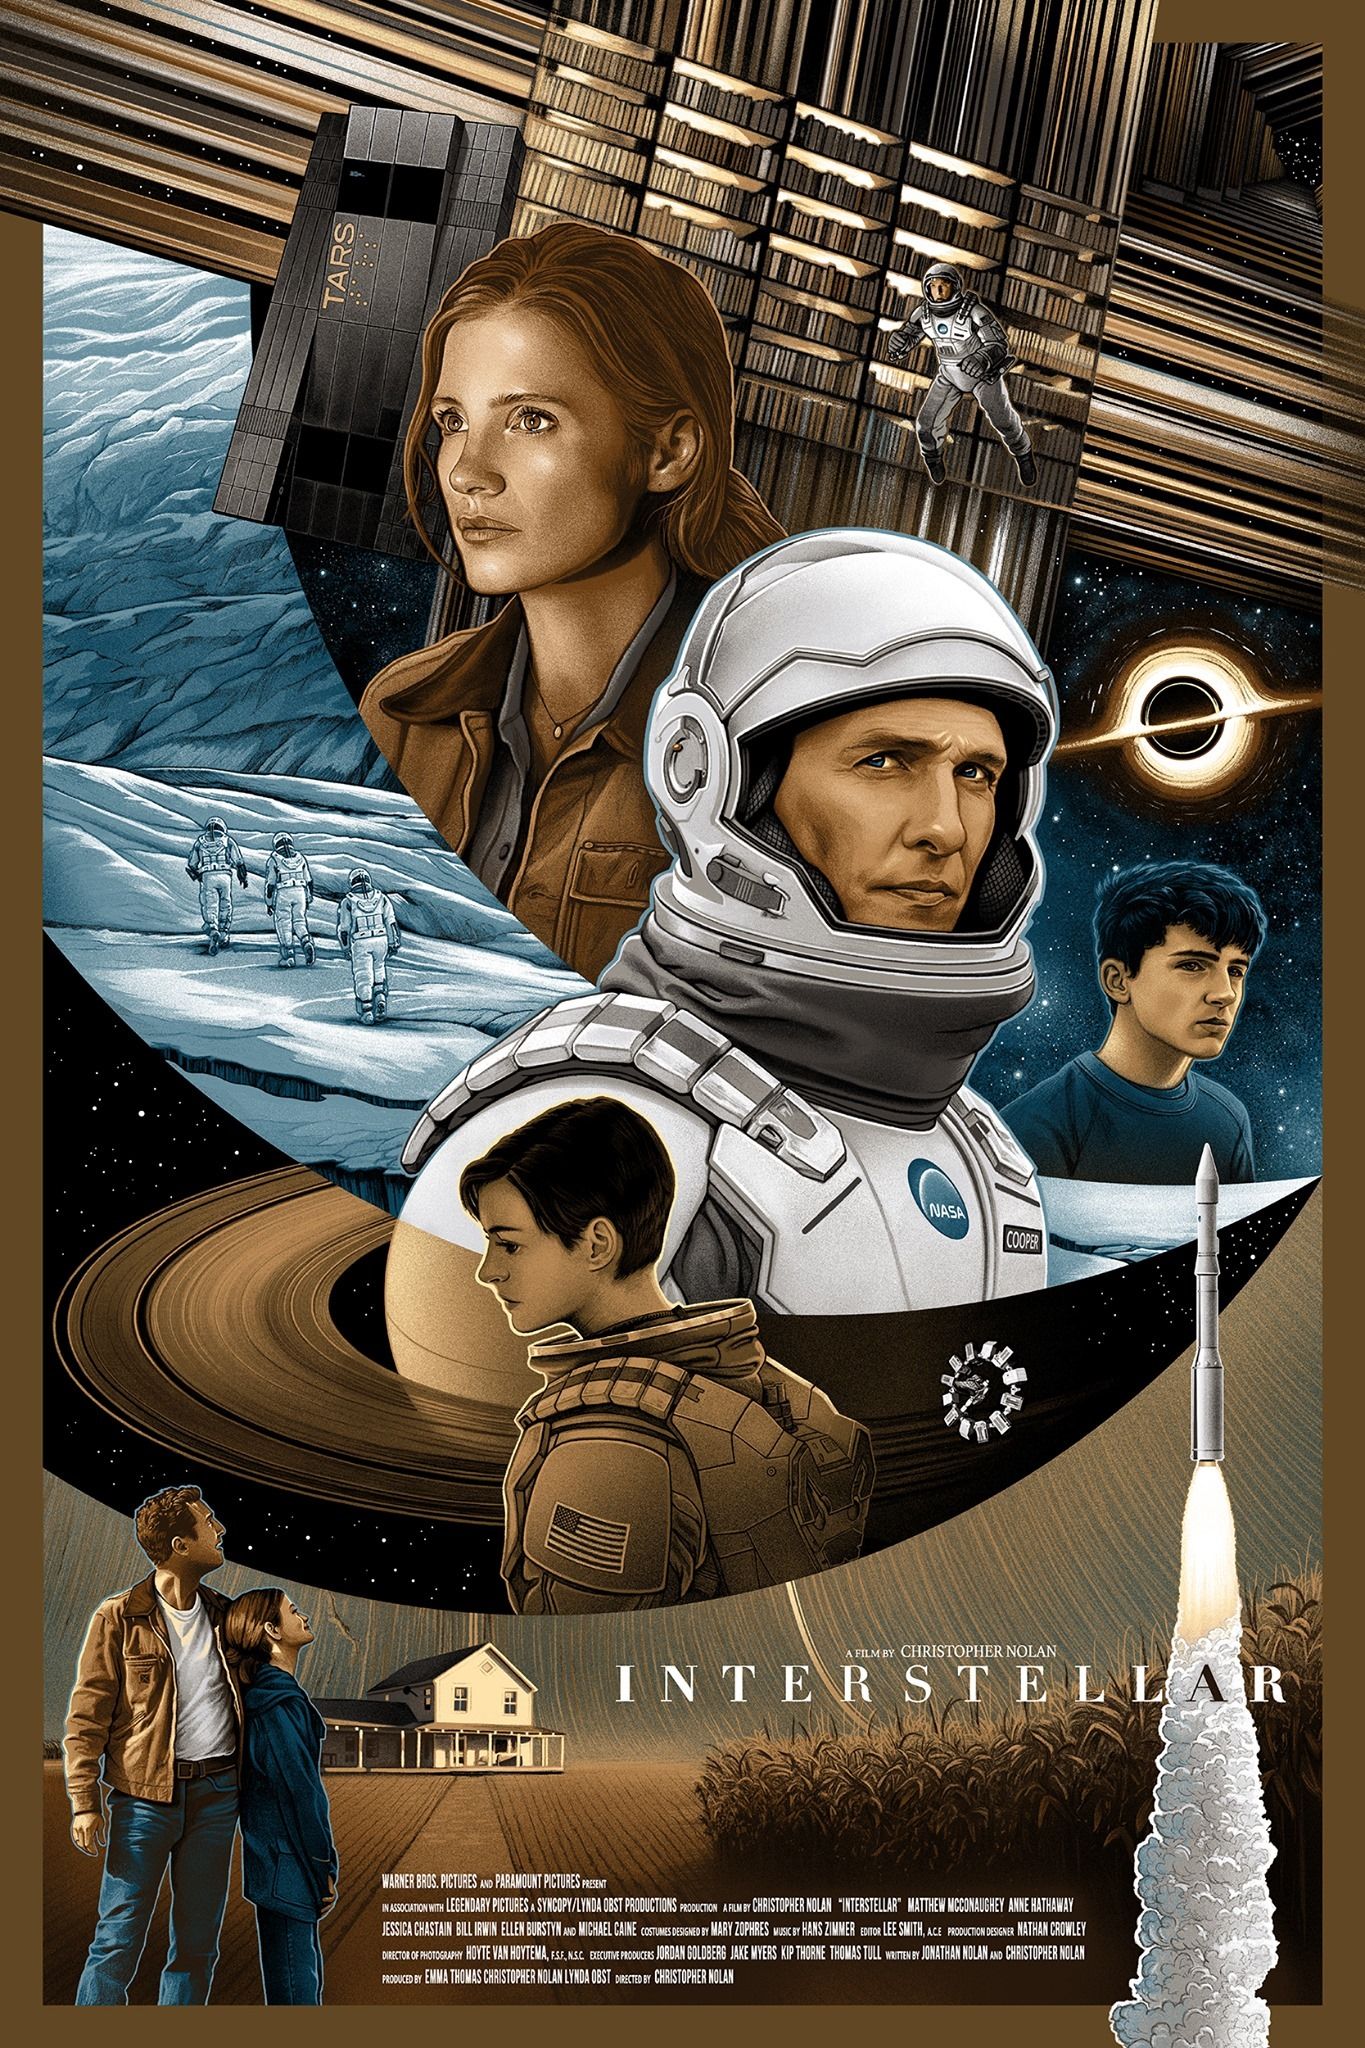 TARS
NASA
COOPER
A FILM BY CHRISTOPHER NOLAN
INTERSTELLAR
WARNER BROS. PICTURES AND PARAMOUNT PICTURES PRESENT
IN ASSOCIATION WITH LEGENDARY PICTURES A SYNCOPY/LYNDA OBST PRODUCTIONS PRODUCTION A FILM BY CHRISTOPHER NOLAN "INTERSTELLAR" MATTHEW MCCONAUGHEY ANNE HATHAWAY
JESSICA CHASTAIN BILL IRWIN ELLEN BURSTYN AND MICHAEL CAINE COSTUMES DESIGNED BY MARY ZOPHRES MUSIC BY HANS ZIMMER EDITOR LEE SMITH, A.C.E PRODUCTION DESIGNER NATHAN CROWLEY
DIRECTOR OF PHOTOGRAPHY HOYTE VAN HOYTEMA, F.S.F., N.S.C. EXECUTIVE PRODUCERS JORDAN GOLDBERG JAKE MYERS KIP THORNE THOMAS TULL WRITTEN BY JONATHAN NOLAN AND CHRISTOPHER NOLAN
PRODUCED BY EMMA THOMAS CHRISTOPHER NOLAN LYNDA OBST DIRECTED BY CHRISTOPHER NOLAN